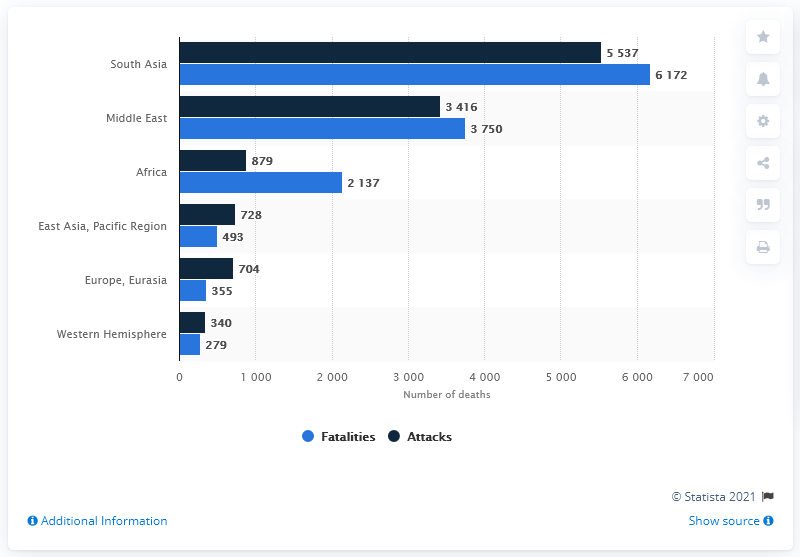 South Asia
5 537
6 172
Middle East
3 416
3 750
Africa
879
2 137
East Asia, Pacific Region
728
493
Europe, Eurasia
704
355
Western Hemisphere
340
279
0 1 000 2 000 3 000 4 000 5 000 6 000 7 000
Number of deaths
Fatalities Attacks
© Statista 2021
Additional Information Show source